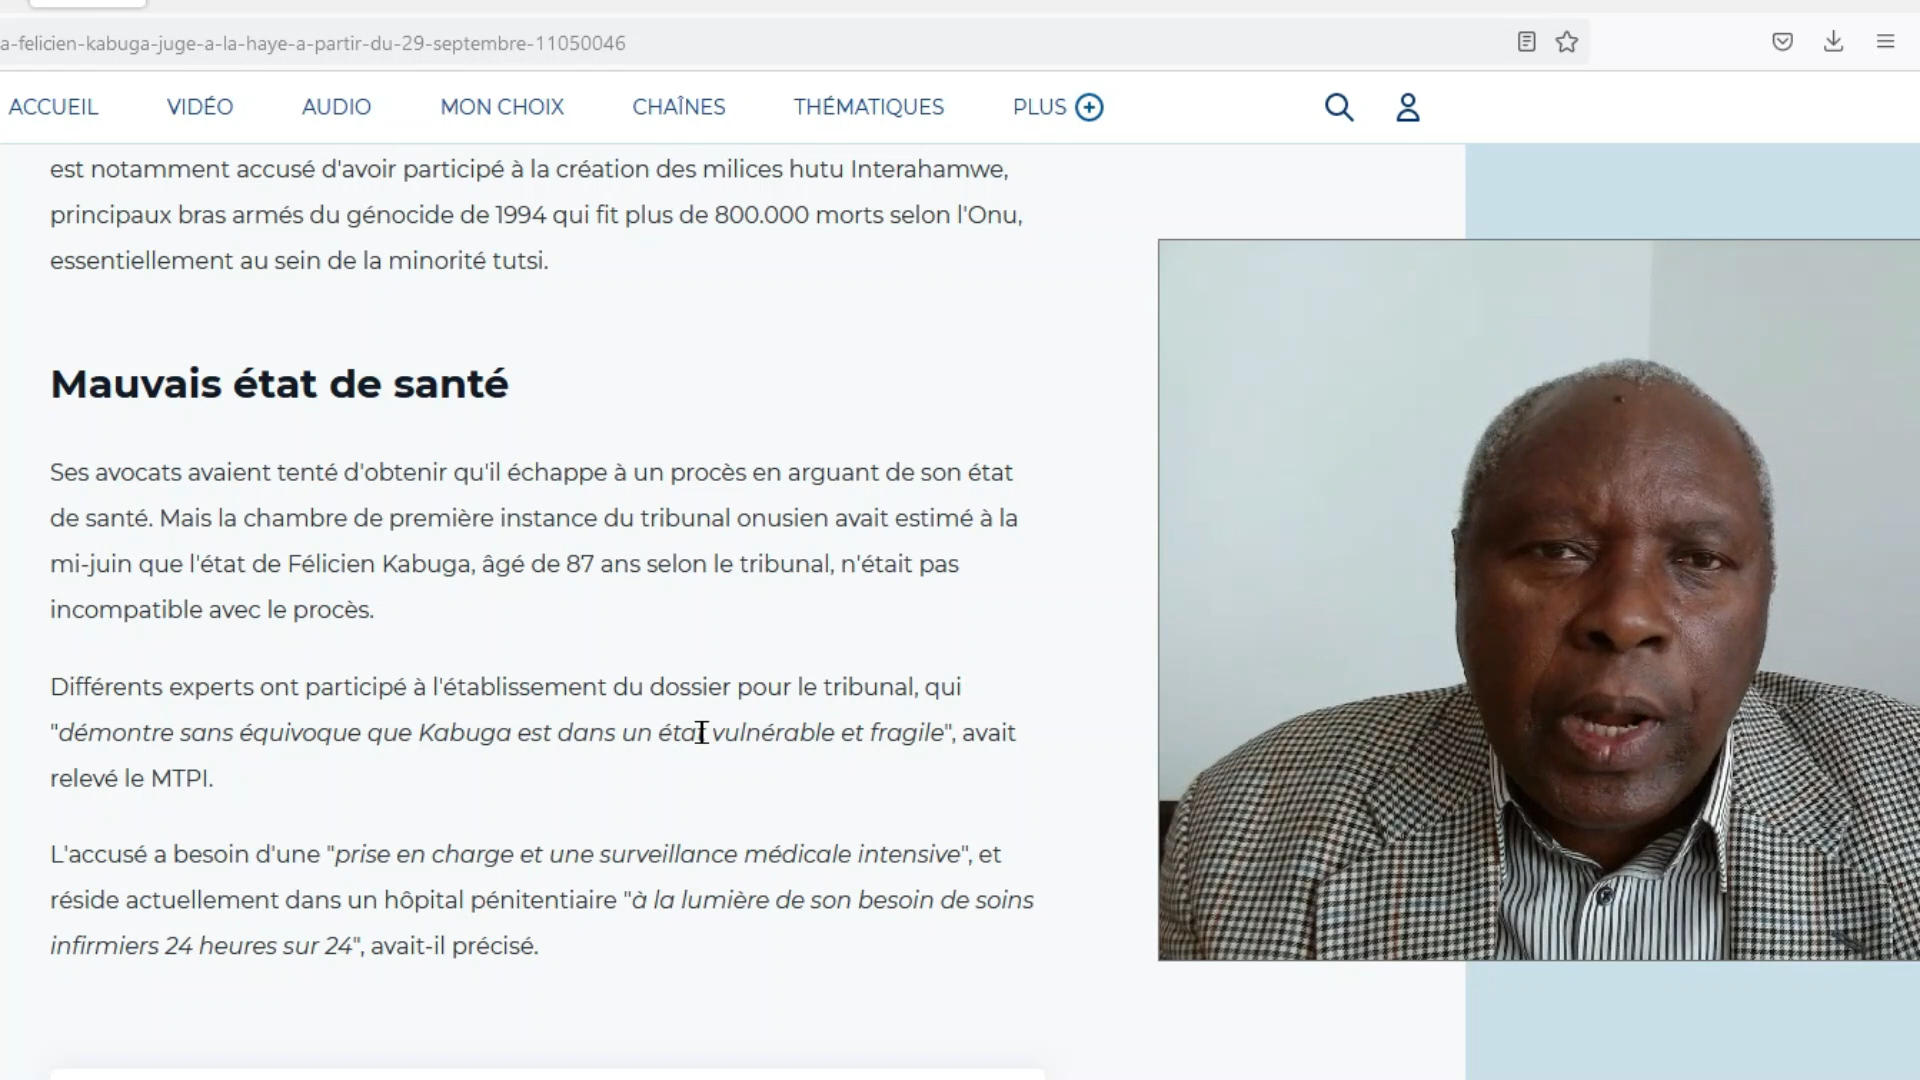 a-felicien-kabuga-juge-a-la-haye-a-partir-du-29-septembre-11050046
ACCUEIL VIDÉO AUDIO MON CHOIX CHAÎNES THÉMATIQUES PLUS
est notamment accusé d'avoir participé à la création des milices hutu Interahamwe,
principaux bras armés du génocide de 1994 qui fit plus de 800.000 morts selon l'Onu,
essentiellement au sein de la minorité tutsi.
Mauvais état de santé
Ses avocats avaient tenté d'obtenir qu'il échappe à un procès en arguant de son état
de santé. Mais la chambre de première instance du tribunal onusien avait estimé à la
mi-juin que l'état de Félicien Kabuga, âgé de 87 ans selon le tribunal, n'était pas
incompatible avec le procès.
Différents experts ont participé à l'établissement du dossier pour le tribunal, qui
"démontre sans équivoque que Kabuga est dans un état vulnérable et fragile", avait
relevé le MTPI.
L'accusé a besoin d'une "prise en charge et une surveillance médicale intensive", et
réside actuellement dans un hôpital pénitentiaire "à la lumière de son besoin de soins
infirmiers 24 heures sur 24", avait-il précisé.